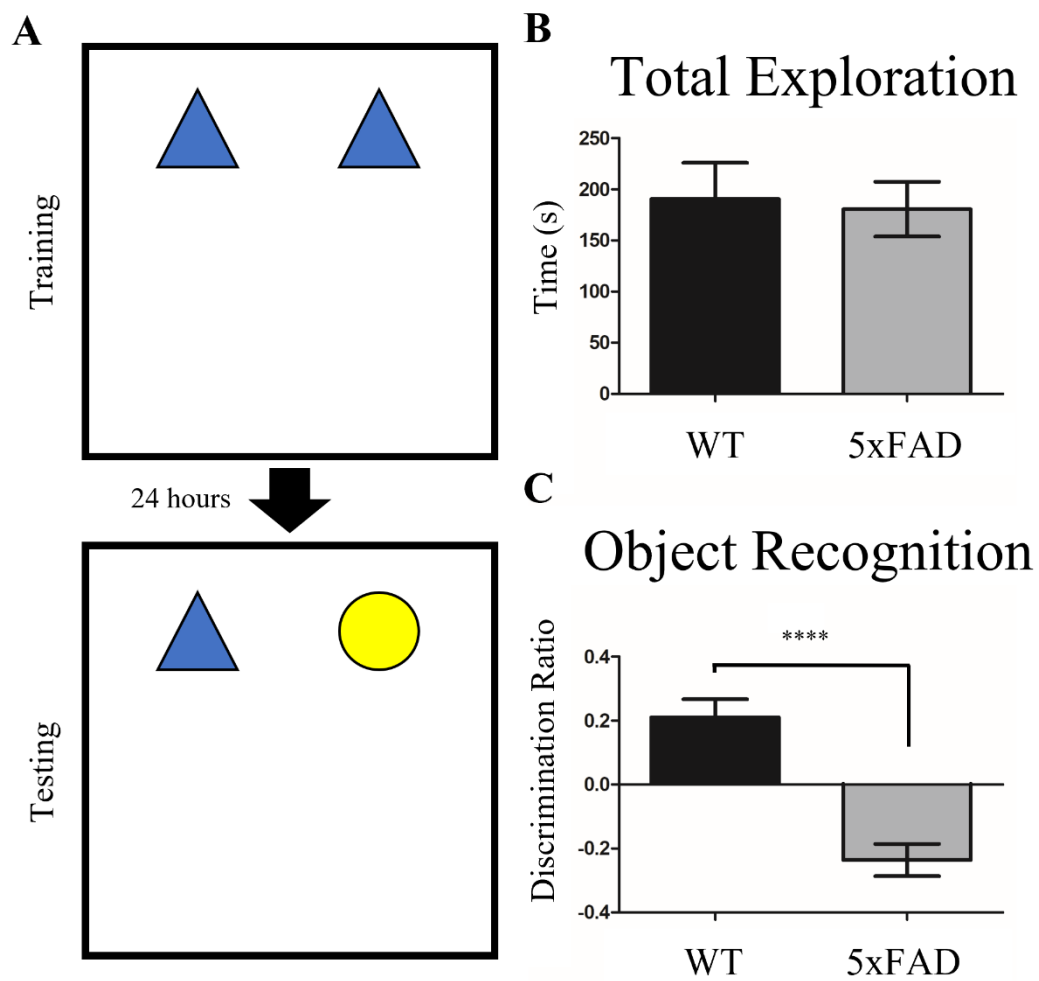 A
Training
24 hours
Testing
B
Total Exploration
Time (s)
250
200
150
100
50
0
WT
5xFAD
C
Object Recognition
Discrimination Ratio
****
0.4
0.2
0.0
-0.2
-0.4
WT
5xFAD